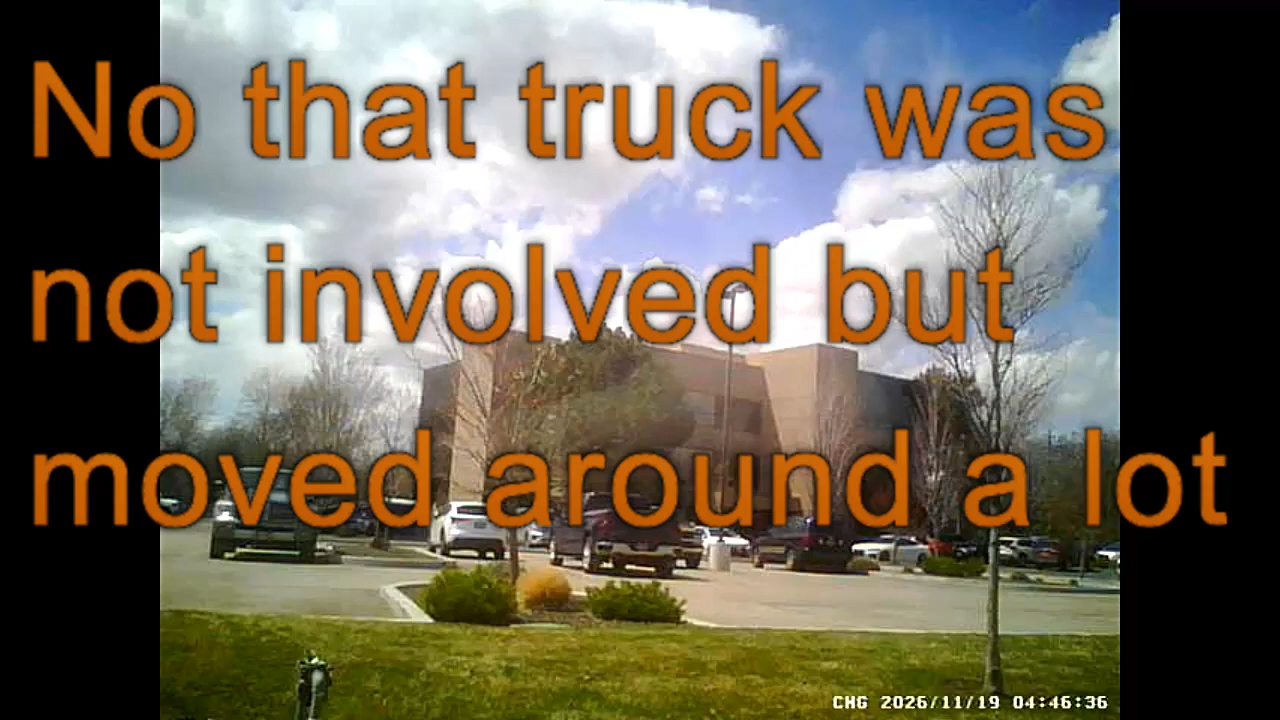 No that truck was
not involved but
moved around a lot
CHG 2026/11/19 04:46:36